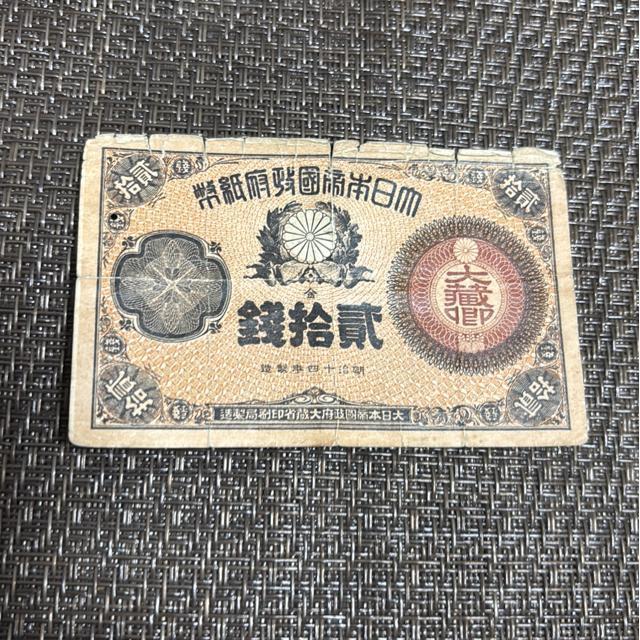 大日本帝國政府紙幣
貳拾
貳拾
大藏卿
金
貳拾錢
明治十四年製造
貳拾
貳拾
大日本帝國政府大藏省印刷局製造